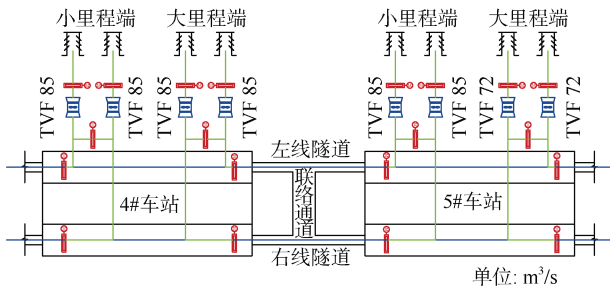 小里程端 大里程端 小里程端 大里程端
TVF 85 TVF 85 TVF 85 TVF 85 TVF 85 TVF 85 TVF 72 TVF 72
左线隧道
4#车站 联络通道 5#车站
右线隧道
单位: m³/s